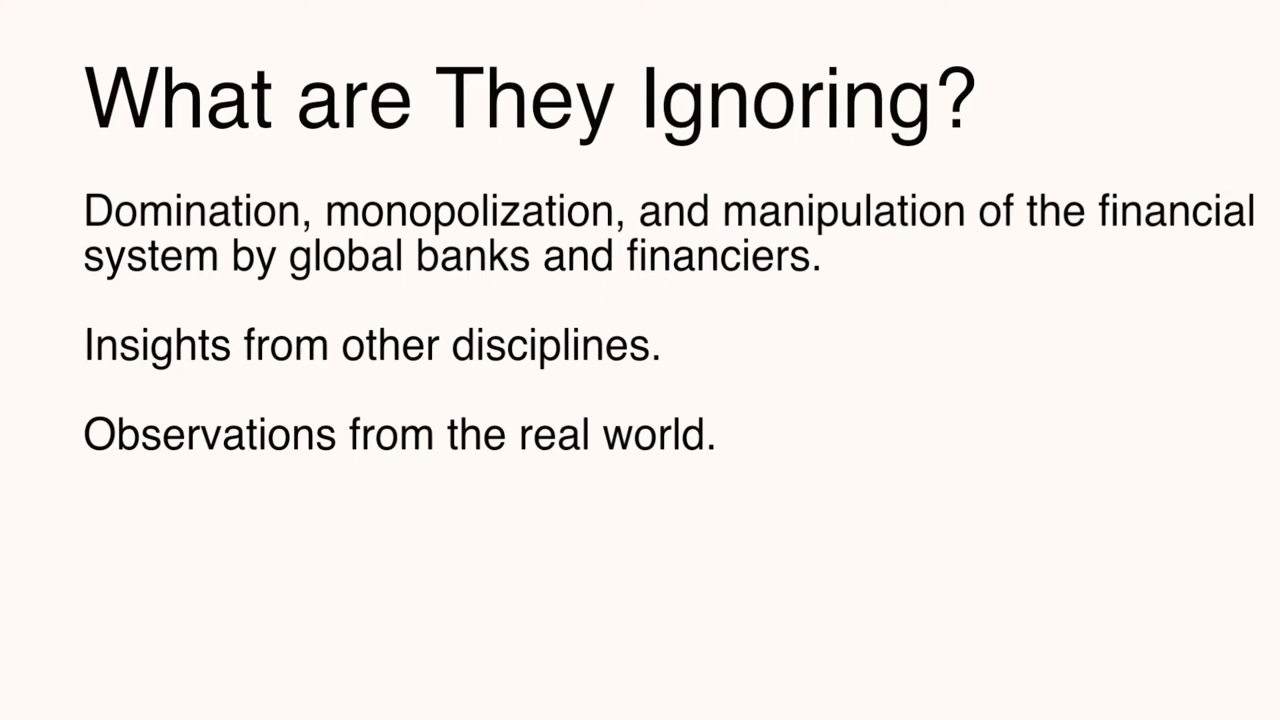 What are They Ignoring?
Domination, monopolization, and manipulation of the financial
system by global banks and financiers.
Insights from other disciplines.
Observations from the real world.